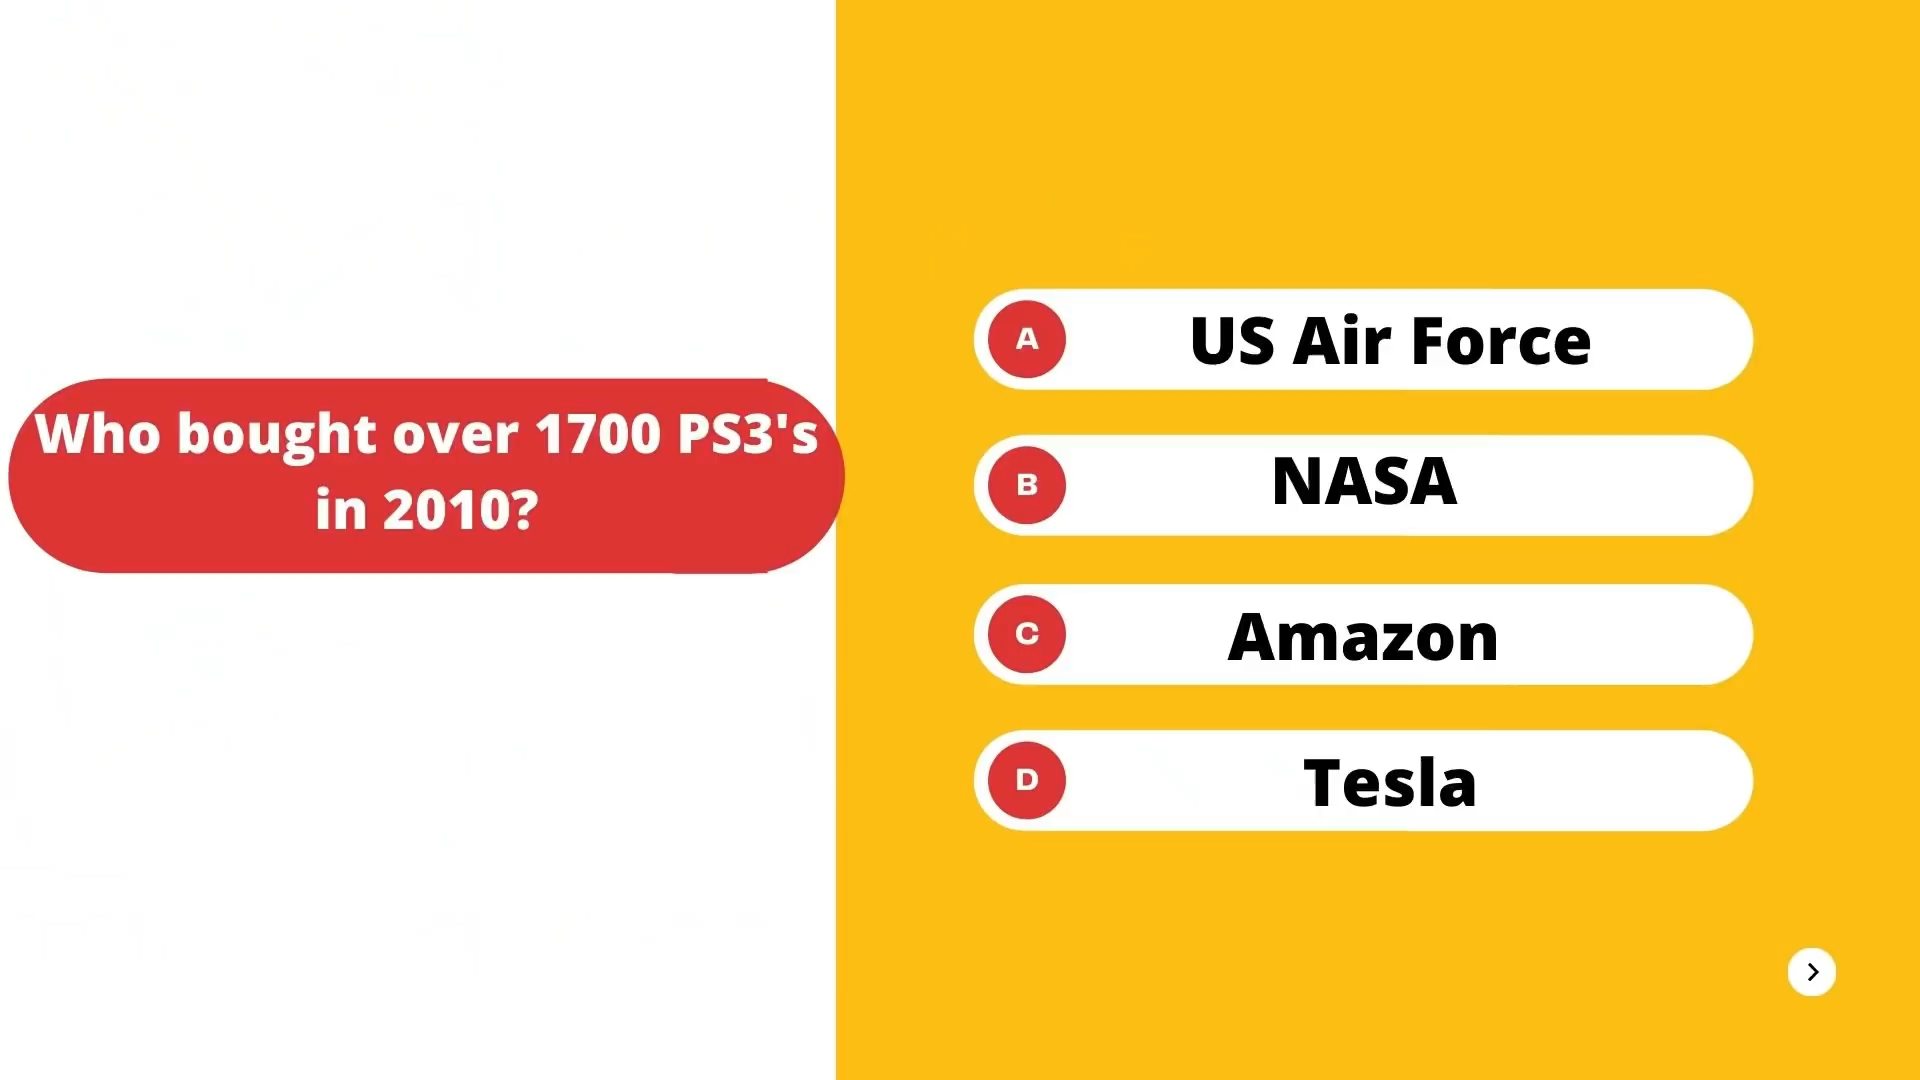 Who bought over 1700 PS3's
in 2010?
A US Air Force
B NASA
C Amazon
D Tesla